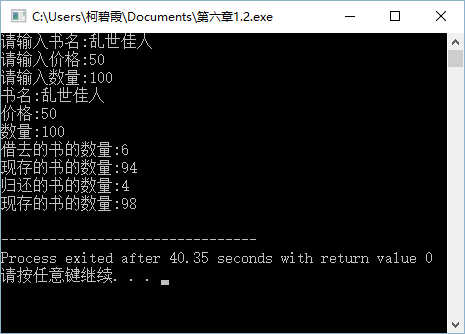 C:\Users\柯碧霞\Documents\第六章1.2.exe
请输入书名:乱世佳人
请输入价格:50
请输入数量:100
书名:乱世佳人
价格:50
数量:100
借去的书的数量:6
现存的书的数量:94
归还的书的数量:4
现存的书的数量:98
--------------------------------
Process exited after 40.35 seconds with return value 0
请按任意键继续. . .